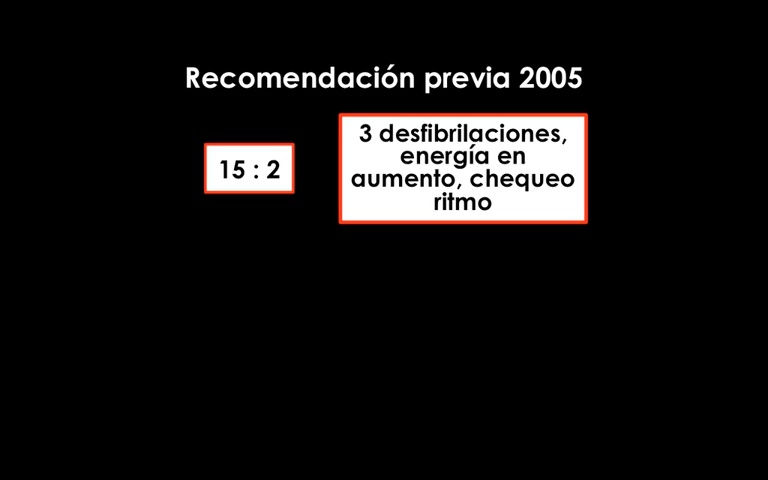 Recomendación previa 2005
15 : 2
3 desfibrilaciones,
energía en
aumento, chequeo
ritmo